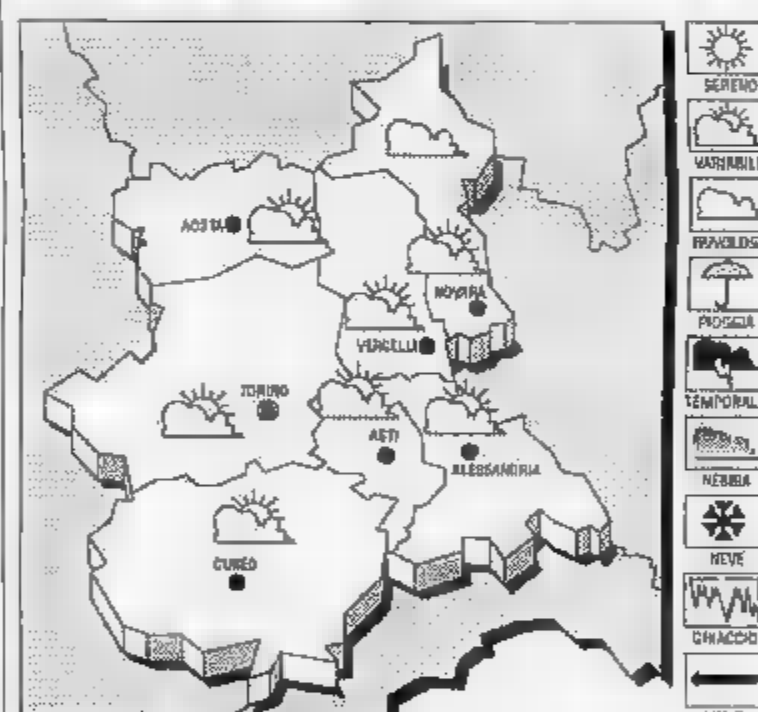 SERENO
VARIABILE
AOSTA
NUVOLOSO
NOVARA
PIOGGIA
VERCELLI
TORINO
TEMPORALE
ASTI
ALESSANDRIA
NEBBIA
NEVE
CUNEO
GHIACCIO